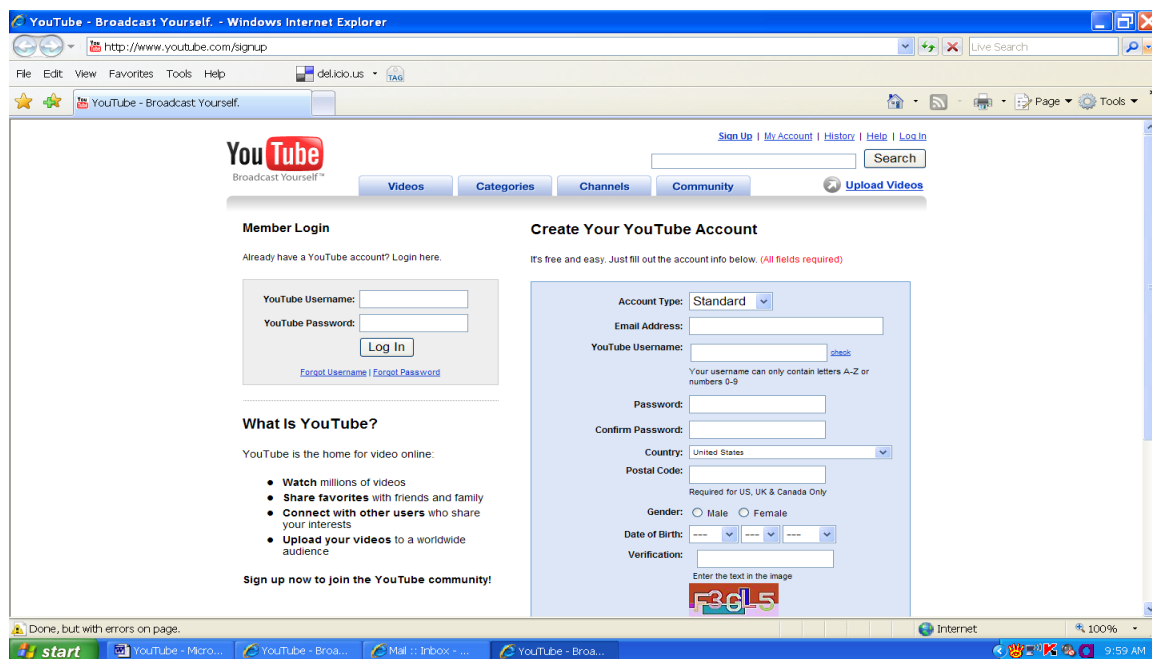 YouTube - Broadcast Yourself. - Windows Internet Explorer
http://www.youtube.com/signup
Live Search
File Edit View Favorites Tools Help
del.icio.us
TAG
YouTube - Broadcast Yourself.
Page
Tools
Sign Up | My Account | History | Help | Log In
You Tube
Broadcast Yourself™
Search
Videos
Categories
Channels
Community
Upload Videos
Member Login
Already have a YouTube account? Login here.
YouTube Username:
YouTube Password:
Log In
Forgot Username | Forgot Password
What Is YouTube?
YouTube is the home for video online:
Watch millions of videos
Share favorites with friends and family
Connect with other users who share
your interests
Upload your videos to a worldwide
audience
Sign up now to join the YouTube community!
Create Your YouTube Account
It's free and easy. Just fill out the account info below. (All fields required)
Account Type: Standard
Email Address:
YouTube Username:
check
Your username can only contain letters A-Z or
numbers 0-9
Password:
Confirm Password:
Country: United States
Postal Code:
Required for US, UK & Canada Only
Gender: Male Female
Date of Birth: --- --- ---
Verification:
Enter the text in the image
F3GL5
Done, but with errors on page.
Internet
100%
start
YouTube - Micro...
YouTube - Broa...
Mail :: Inbox - ...
YouTube - Broa...
9:59 AM